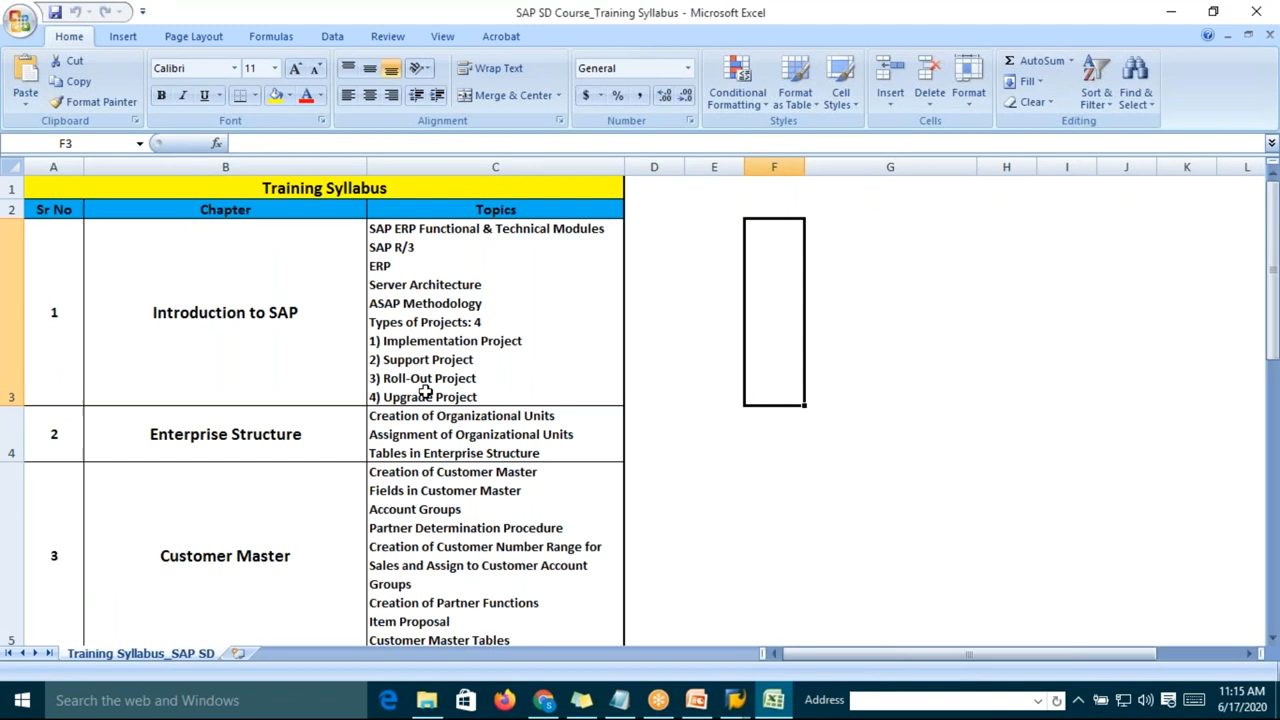 SAP SD Course_Training Syllabus - Microsoft Excel
Home Insert Page Layout Formulas Data Review View Acrobat
Paste
Cut
Copy
Format Painter
Clipboard
Calibri 11
B I U
Font
Wrap Text
Merge & Center
Alignment
General
$ % ,
Number
Conditional Formatting
Format as Table
Cell Styles
Styles
Insert
Delete
Format
Cells
Σ AutoSum
Fill
Clear
Sort & Filter
Find & Select
Editing
F3 fx
A B C D E F G H I J K L
1 Training Syllabus
2 Sr No Chapter Topics
3
1
Introduction to SAP
SAP ERP Functional & Technical Modules
SAP R/3
ERP
Server Architecture
ASAP Methodology
Types of Projects: 4
1) Implementation Project
2) Support Project
3) Roll-Out Project
4) Upgrade Project
4
2
Enterprise Structure
Creation of Organizational Units
Assignment of Organizational Units
Tables in Enterprise Structure
5
3
Customer Master
Creation of Customer Master
Fields in Customer Master
Account Groups
Partner Determination Procedure
Creation of Customer Number Range for
Sales and Assign to Customer Account
Groups
Creation of Partner Functions
Item Proposal
Customer Master Tables
Training Syllabus_SAP SD
Search the web and Windows
Address
11:15 AM
6/17/2020